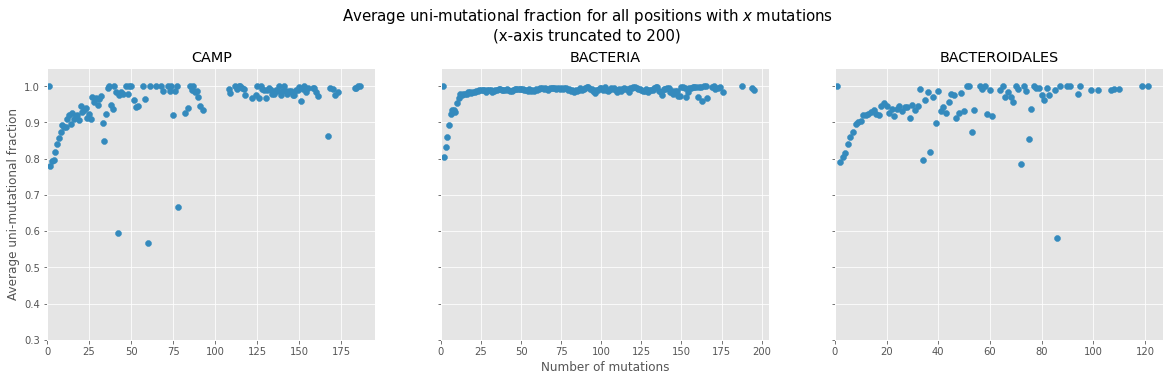 Average uni-mutational fraction for all positions with x mutations
(x-axis truncated to 200)
CAMP
BACTERIA
BACTEROIDALES
Average uni-mutational fraction
1.0
0.9
0.8
0.7
0.6
0.5
0.4
0.3
0 25 50 75 100 125 150 175
0 25 50 75 100 125 150 175 200
0 20 40 60 80 100 120
Number of mutations